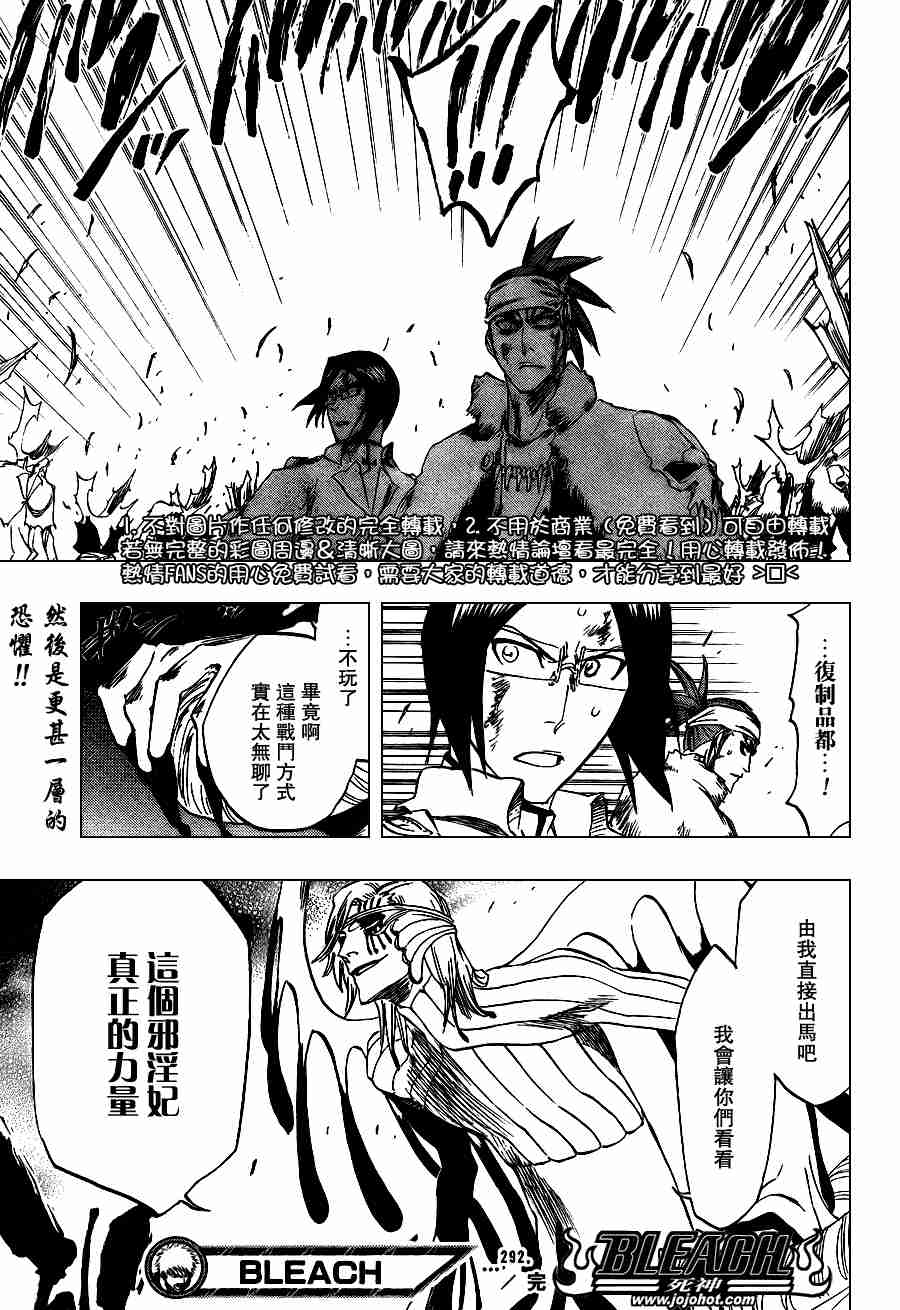 !!!
1. 不對圖片作任何修改的完全轉載，2. 不用於商業（免費看到）可自由轉載
若無完整的彩圖周漫&清晰大圖，請來熱情論壇看最完全！用心轉載發佈!!
熱情FANS的用心免費試看，需要大家的轉載道德，才能分享到最好 >口<
…復制品都…！
…不玩了
畢竟啊
這種戰鬥方式
實在太無聊了
然後是更甚一層的
恐懼!!
由我直接出馬吧
我會讓你們看看
這個邪淫妃
真正的力量
BLEACH
....292.
完
BLEACH
死神
www.jojohot.com